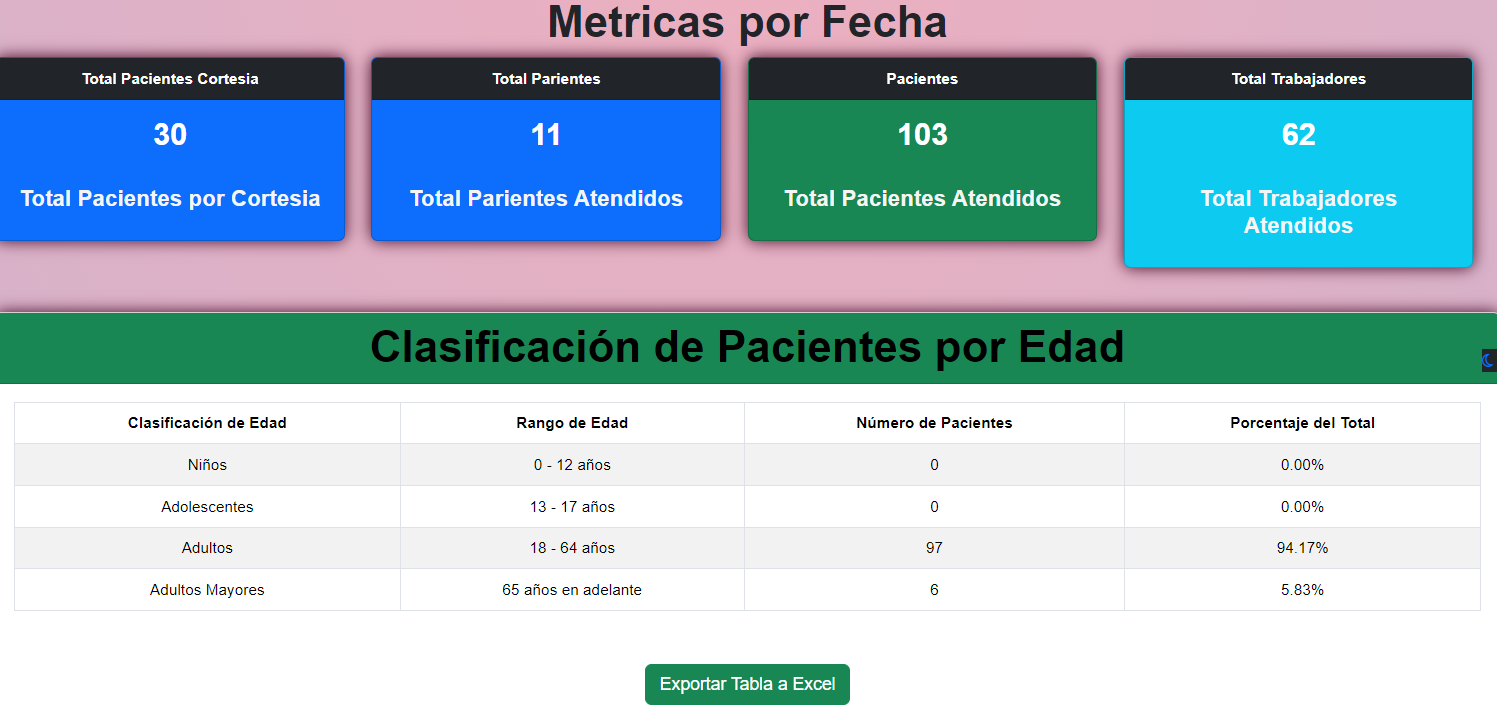 Metricas por Fecha
Total Pacientes Cortesia
30
Total Pacientes por Cortesia
Total Parientes
11
Total Parientes Atendidos
Pacientes
103
Total Pacientes Atendidos
Total Trabajadores
62
Total Trabajadores
Atendidos
Clasificación de Pacientes por Edad
Clasificación de Edad Rango de Edad Número de Pacientes Porcentaje del Total
Niños 0 - 12 años 0 0.00%
Adolescentes 13 - 17 años 0 0.00%
Adultos 18 - 64 años 97 94.17%
Adultos Mayores 65 años en adelante 6 5.83%
Exportar Tabla a Excel